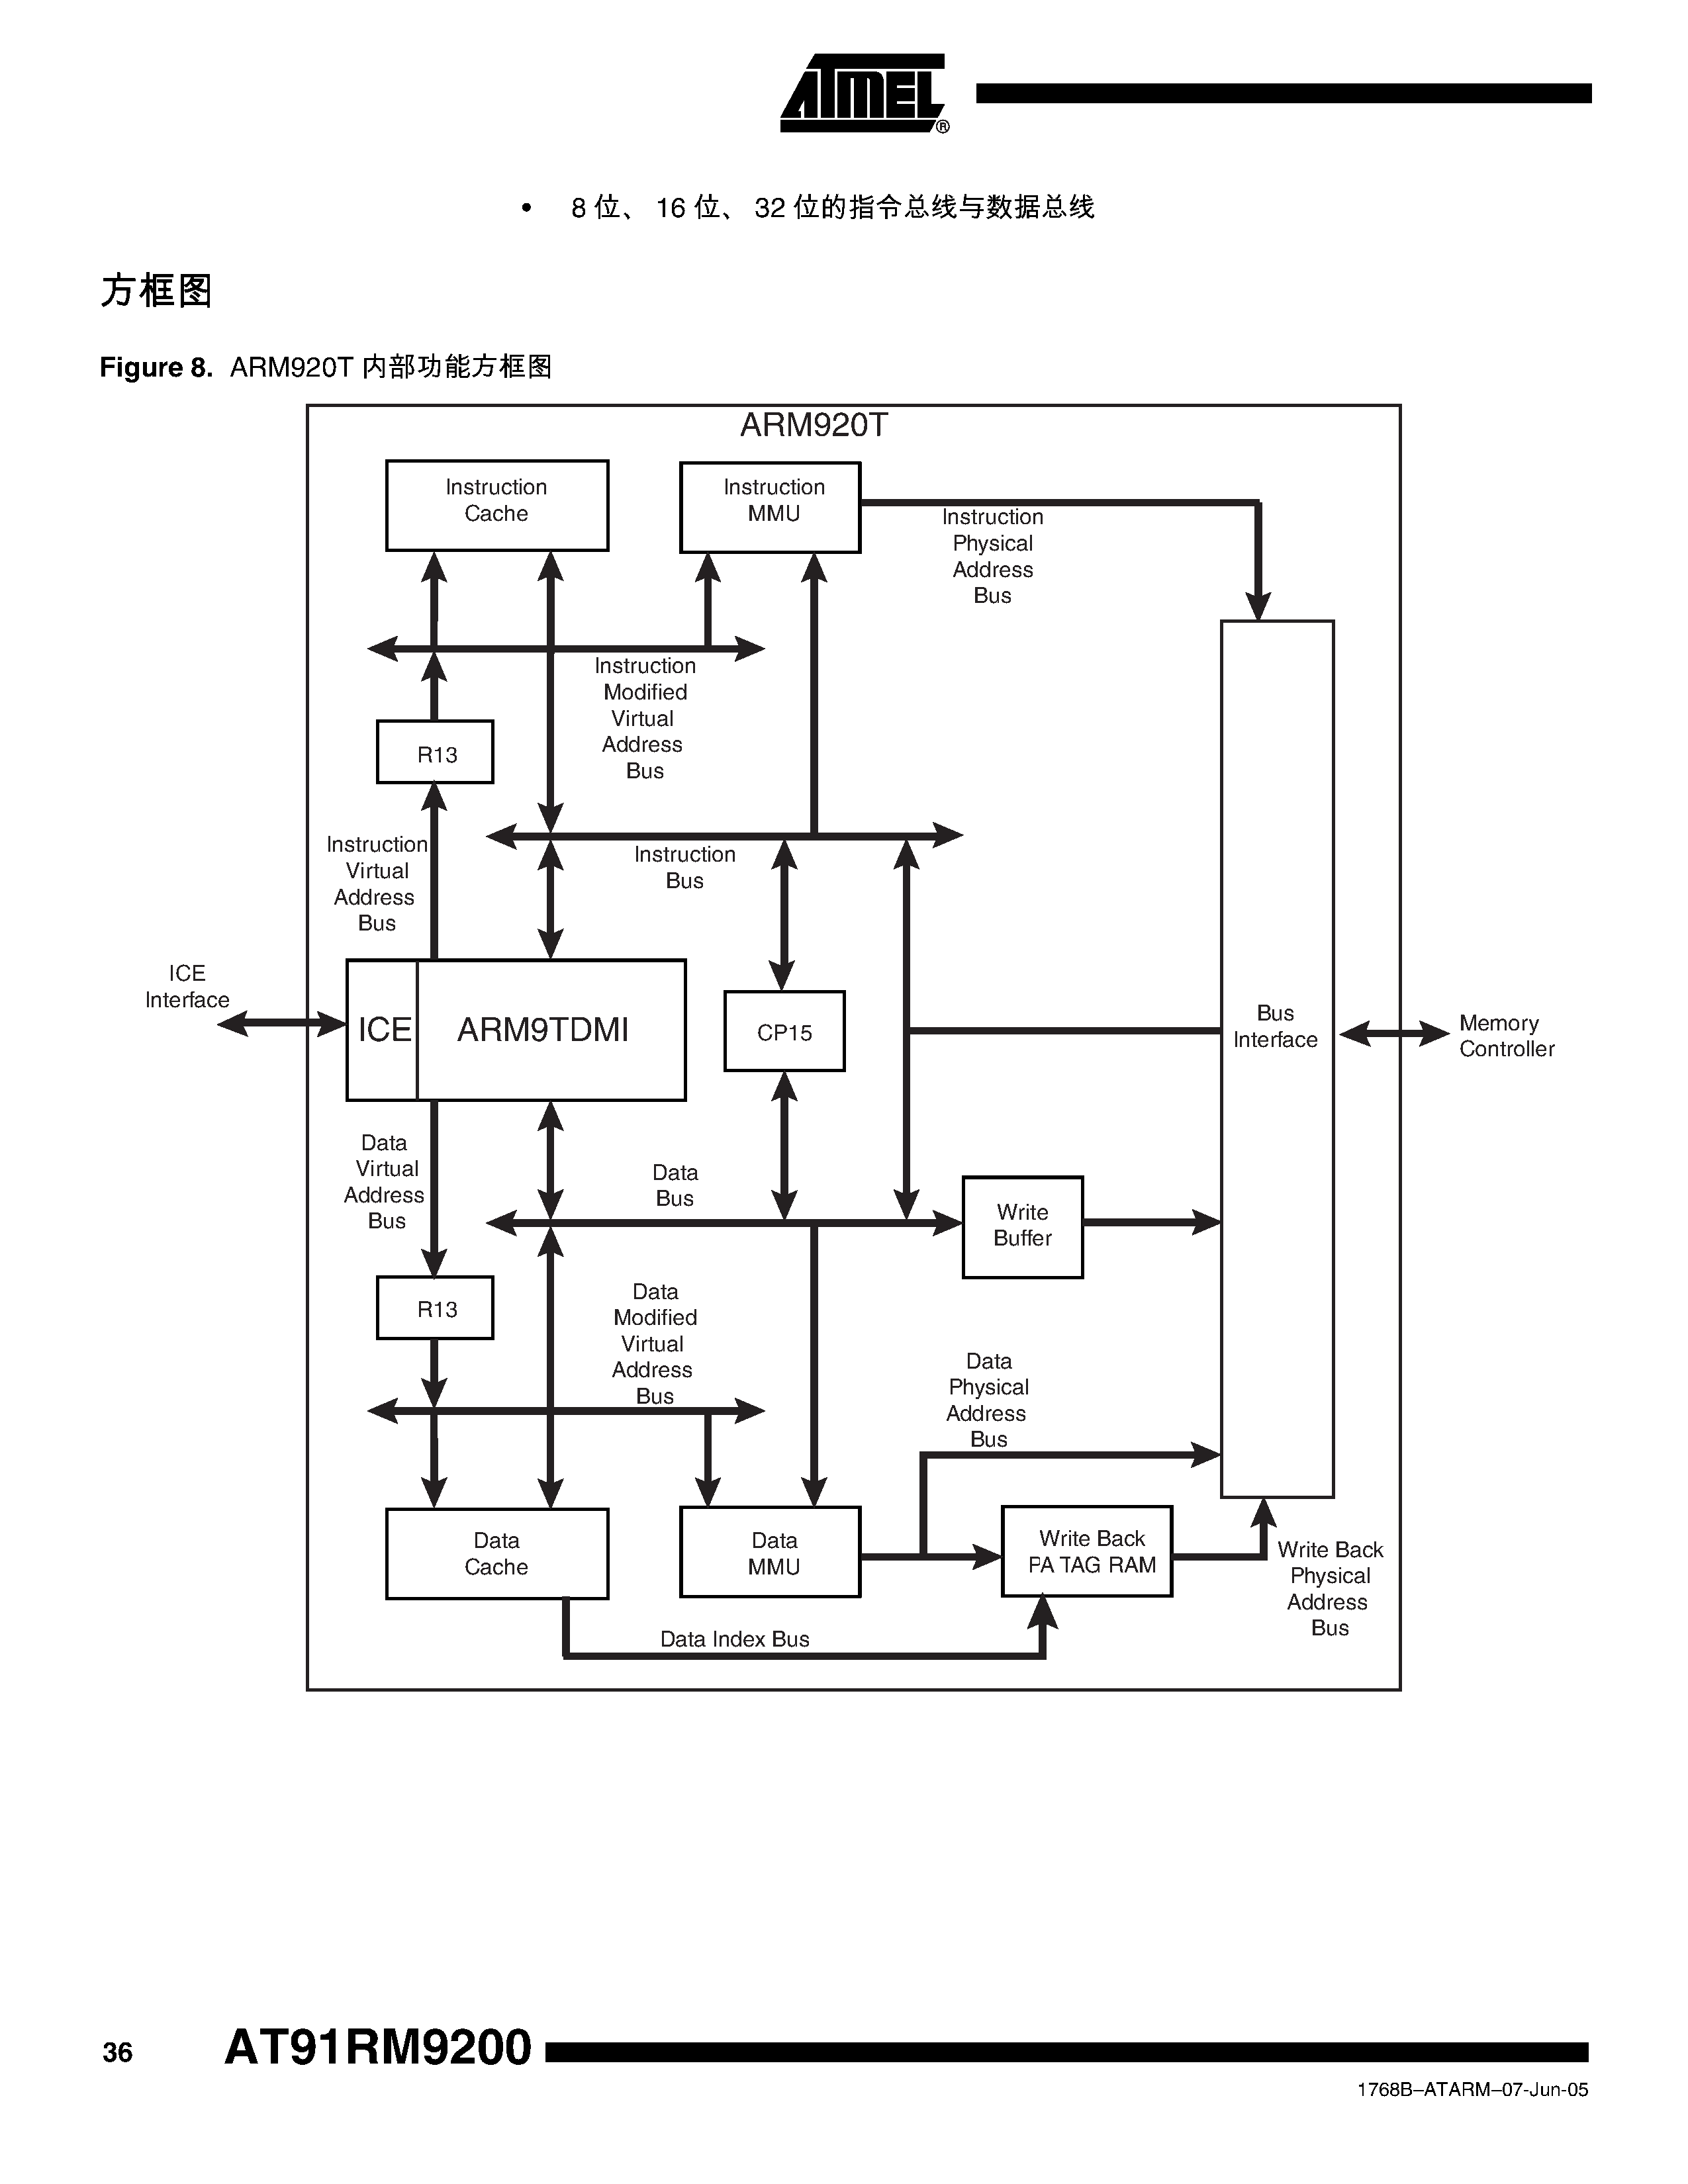 ATMEL®
• 8 位、 16 位、 32 位的指令总线与数据总线
方框图
Figure 8. ARM920T 内部功能方框图
ARM920T
Instruction
Cache
Instruction
MMU
Instruction
Physical
Address
Bus
Instruction
Modified
Virtual
Address
Bus
R13
Instruction
Virtual
Address
Bus
Instruction
Bus
ICE
Interface
ICE
ARM9TDMI
CP15
Bus
Interface
Memory
Controller
Data
Virtual
Address
Bus
Data
Bus
Write
Buffer
R13
Data
Modified
Virtual
Address
Bus
Data
Physical
Address
Bus
Data
Cache
Data
MMU
Write Back
PA TAG RAM
Write Back
Physical
Address
Bus
Data Index Bus
36 AT91RM9200
1768B–ATARM–07-Jun-05